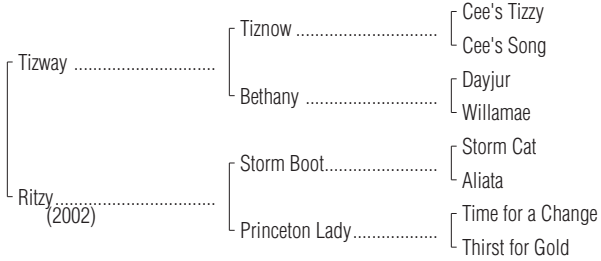 Cee's Tizzy
Tiznow ................................
Cee's Song
Tizway ..............................
Dayjur
Bethany .............................
Willamae
Storm Cat
Storm Boot.........................
Aliata
Ritzy...................................
(2002)
Time for a Change
Princeton Lady...................
Thirst for Gold